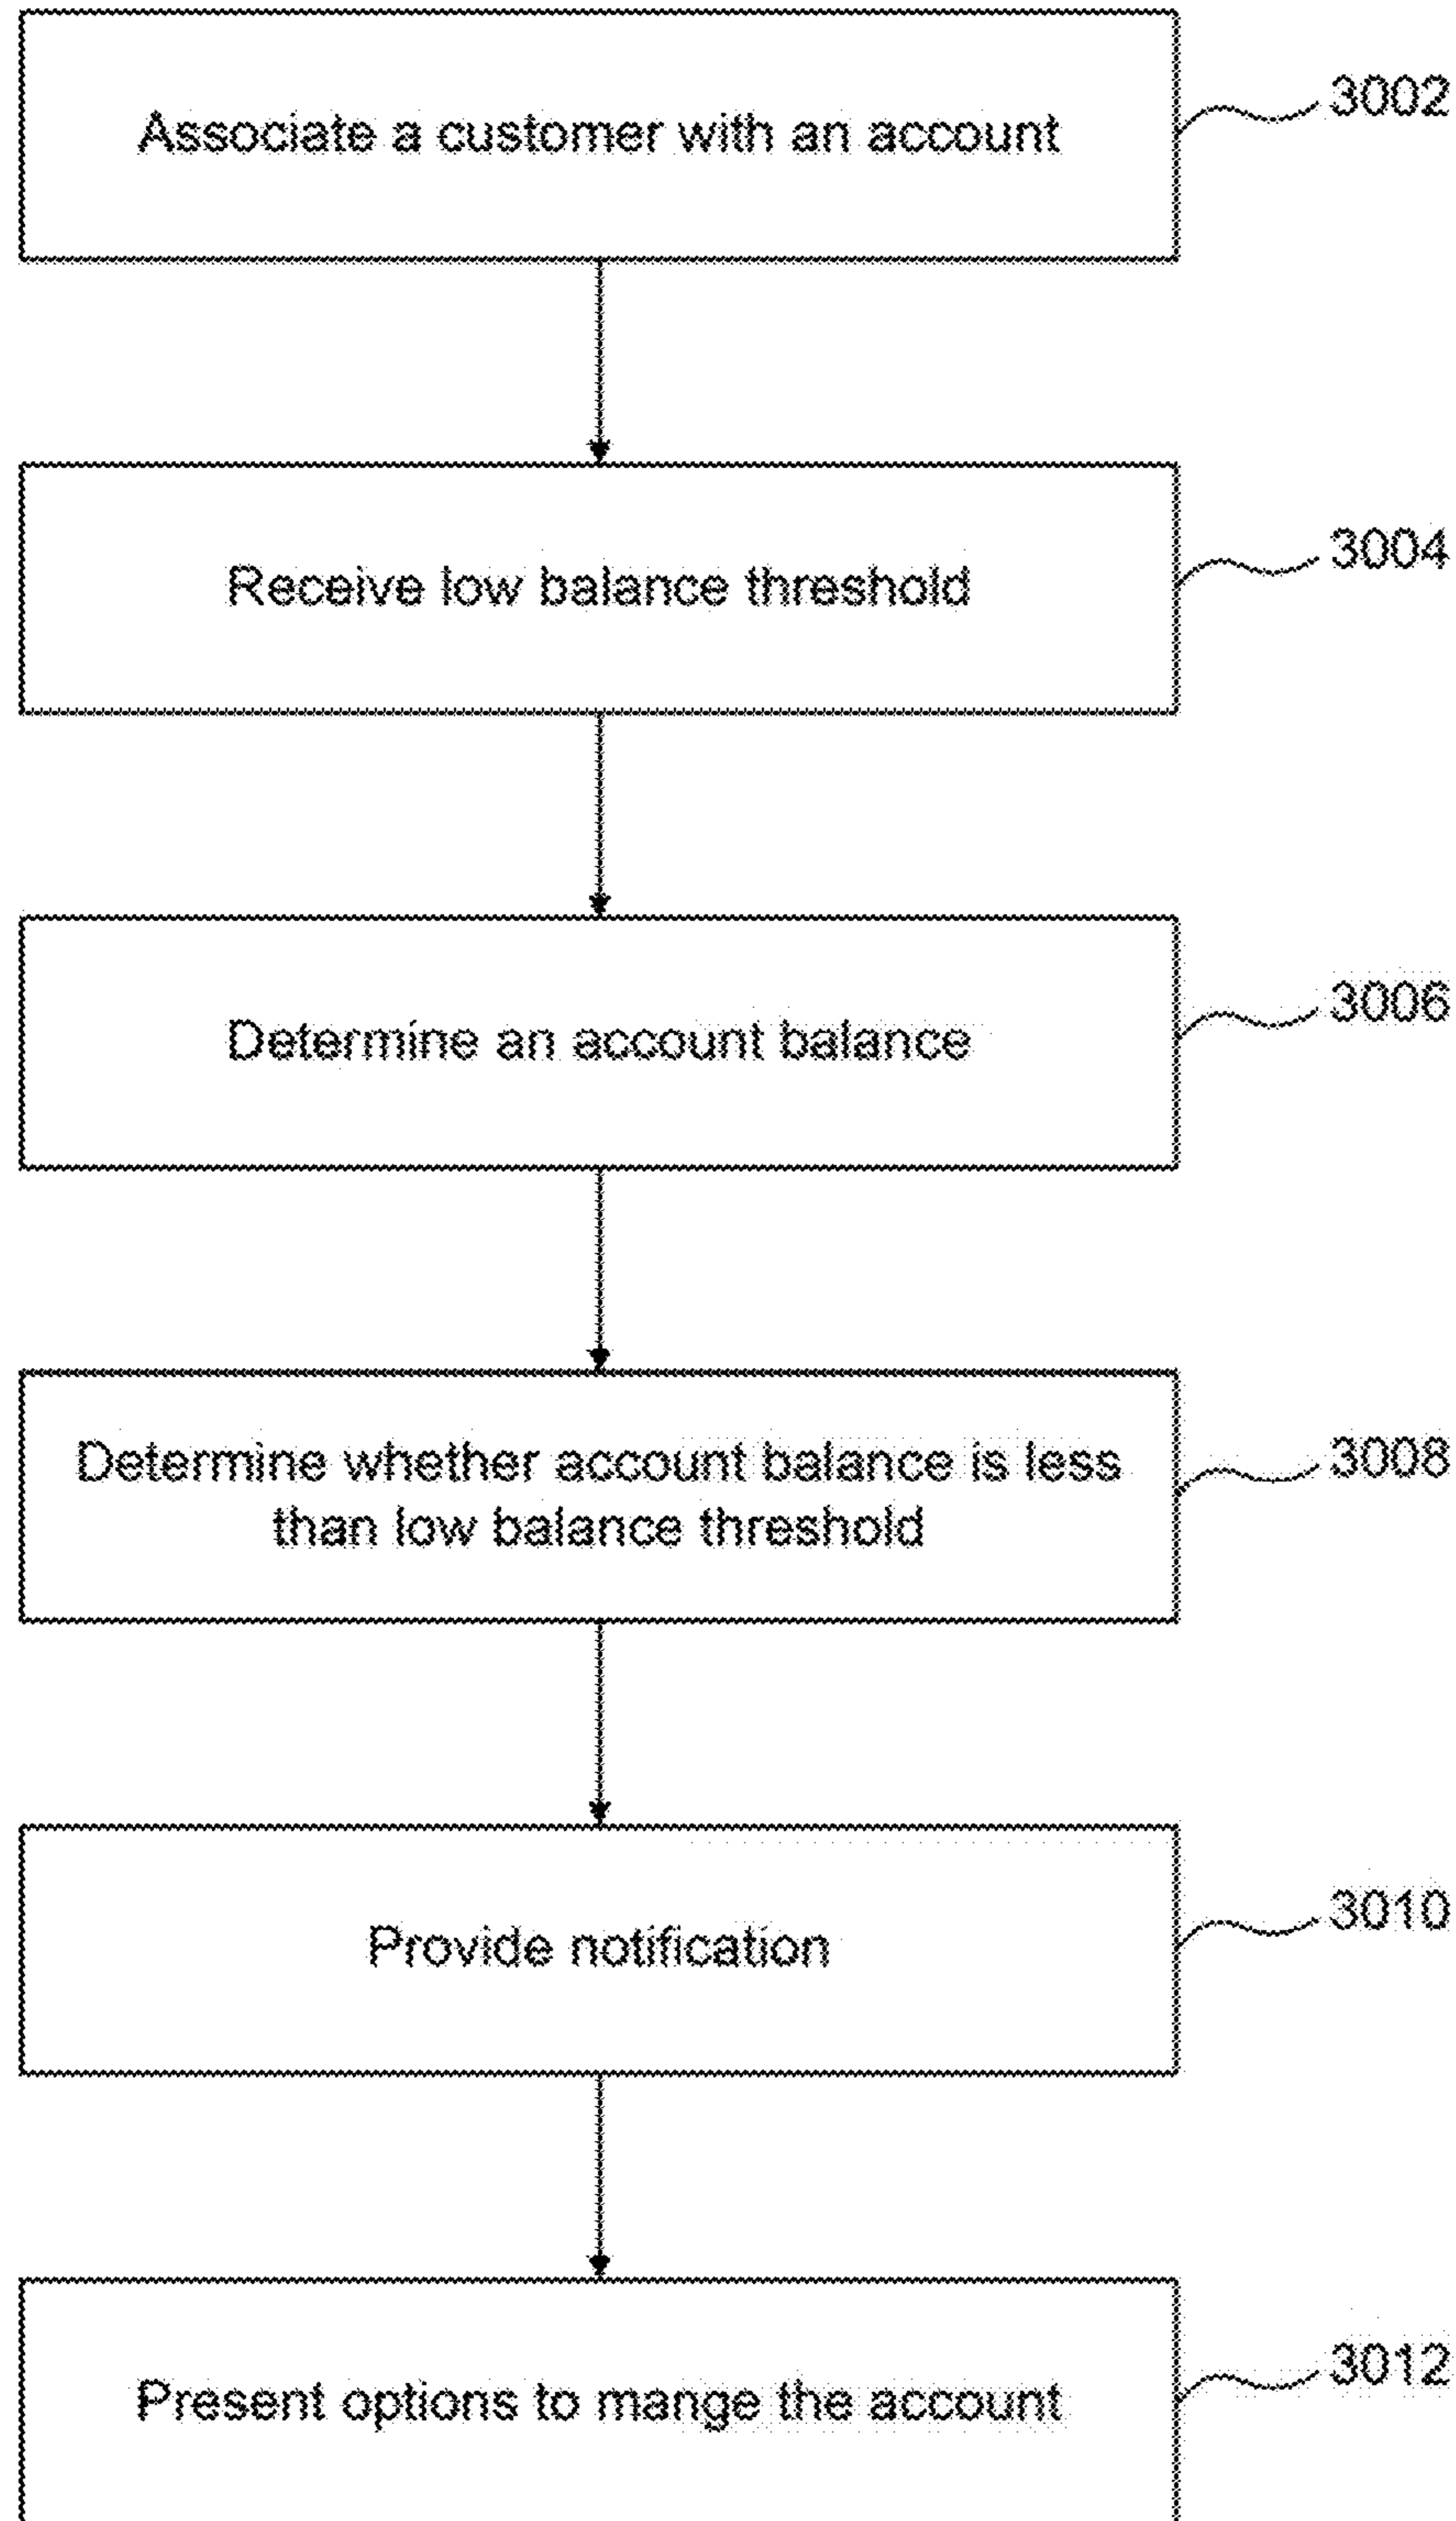 Associate a customer with an account
3002
Receive low balance threshold
3004
Determine an account balance
3006
Determine whether account balance is less
than low balance threshold
3008
Provide notification
3010
Present options to mange the account
3012